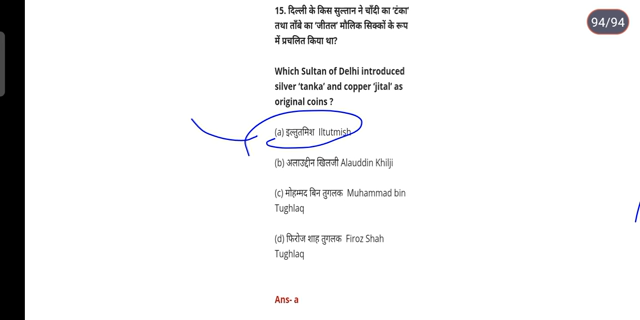 94/94
15. दिल्ली के किस सुल्तान ने चाँदी का 'टंका'
तथा ताँबे का 'जीतल' मौलिक सिक्कों के रूप
में प्रचलित किया था?
Which Sultan of Delhi introduced
silver 'tanka' and copper 'jital' as
original coins ?
(a) इल्तुतमिश Iltutmish
(b) अलाउद्दीन खिलजी Alauddin Khilji
(c) मोहम्मद बिन तुगलक Muhammad bin
Tughlaq
(d) फिरोज शाह तुगलक Firoz Shah
Tughlaq
Ans- a